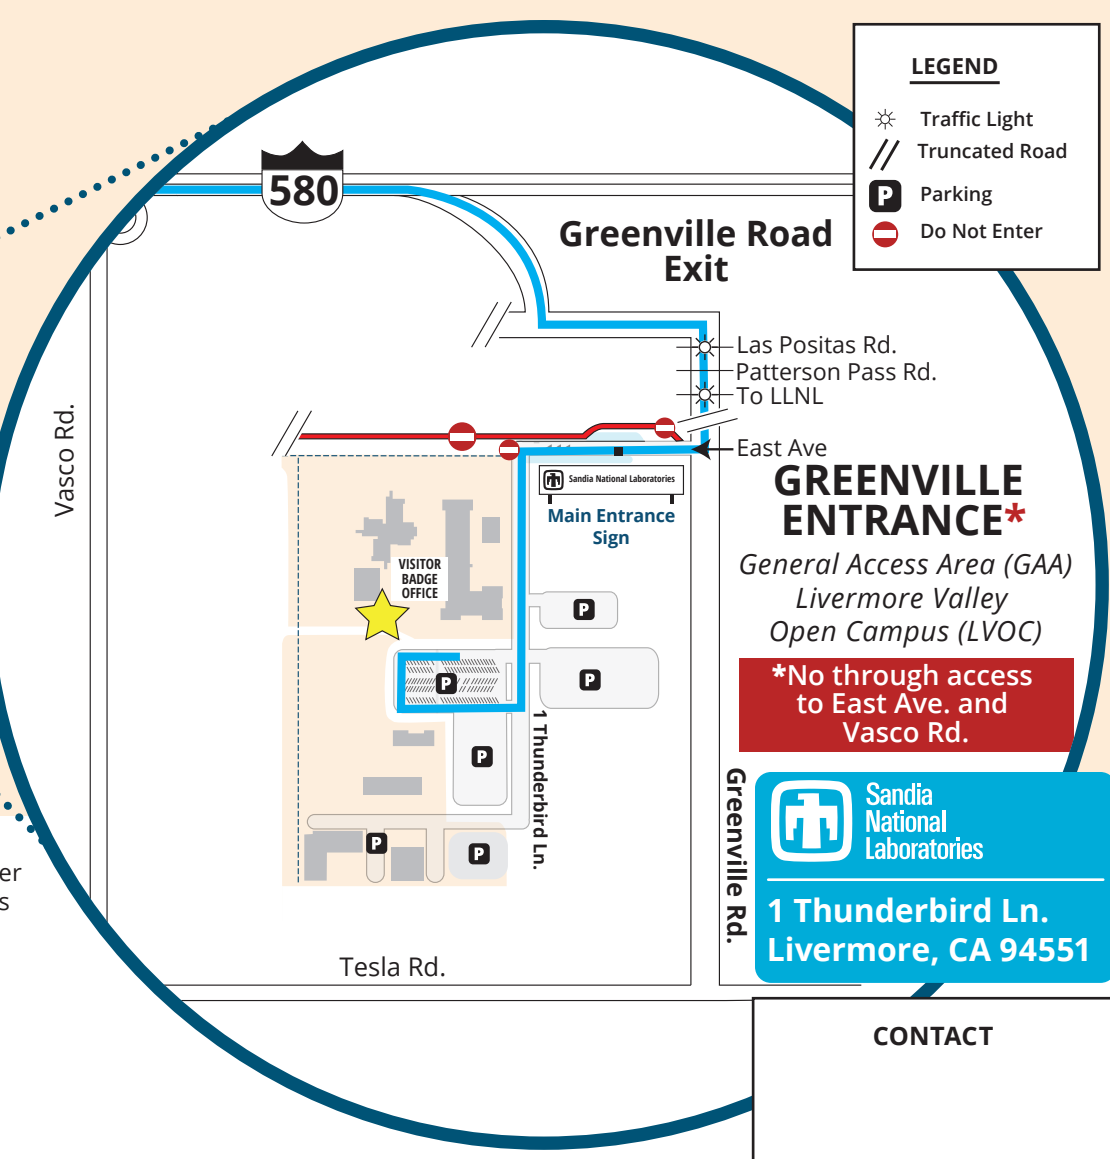 LEGEND
Traffic Light
Truncated Road
P
Parking
Do Not Enter
580
Greenville Road
Exit
Las Positas Rd.
Patterson Pass Rd.
To LLNL
East Ave
Vasco Rd.
Sandia National Laboratories
Main Entrance
Sign
GREENVILLE
ENTRANCE*
General Access Area (GAA)
Livermore Valley
Open Campus (LVOC)
*No through access
to East Ave. and
Vasco Rd.
VISITOR
BADGE
OFFICE
P
P
P
P
P
P
1 Thunderbird Ln.
Greenville Rd.
Sandia
National
Laboratories
1 Thunderbird Ln.
Livermore, CA 94551
er
s
Tesla Rd.
CONTACT